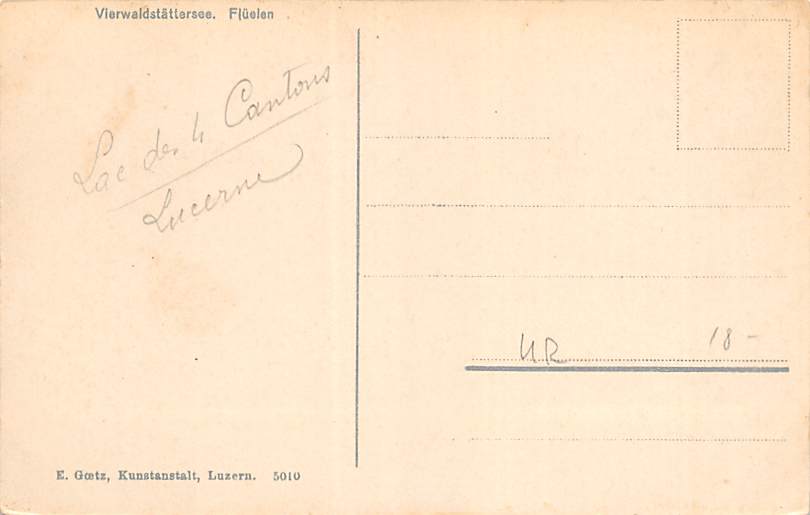 Vierwaldstättersee. Flüelen
Lac des 4 Cantons
Lucerne
UR 18-
E. Gœtz, Kunstanstalt, Luzern. 5010